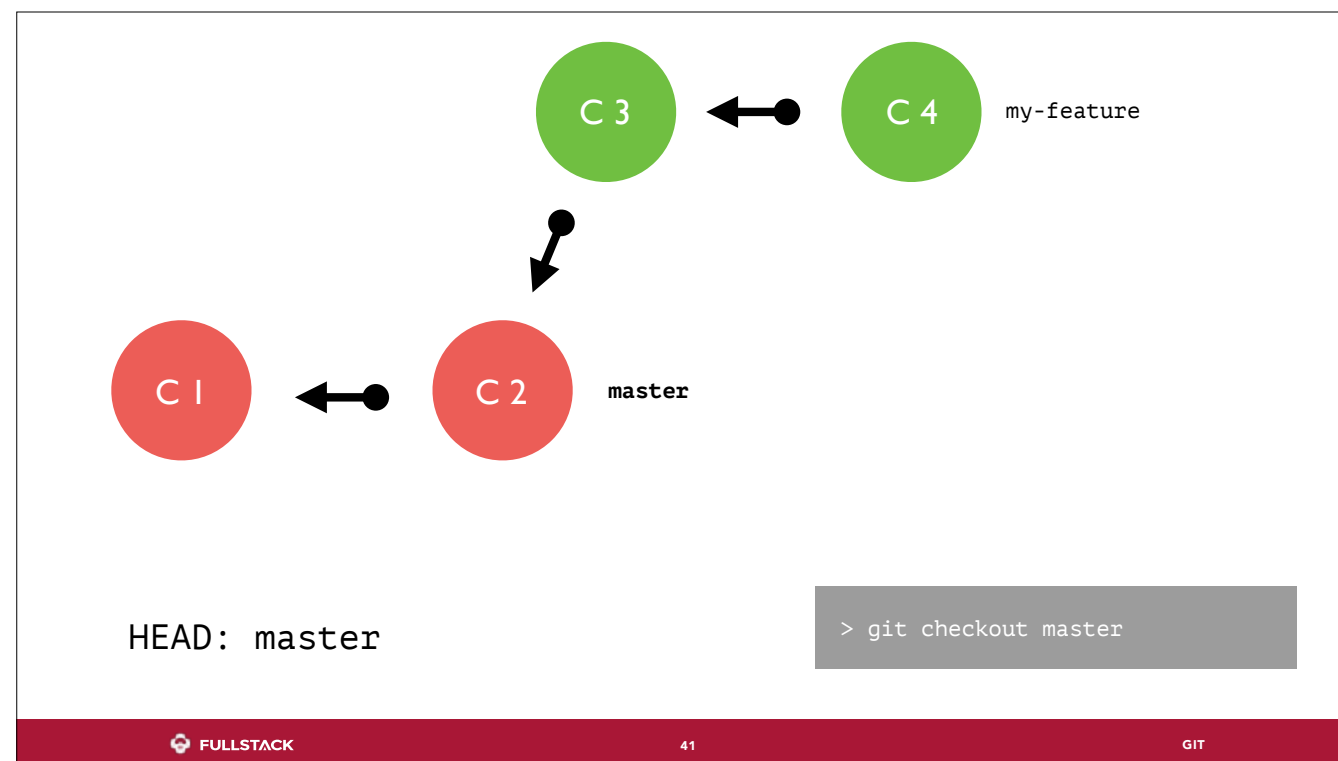 C 3
C 4
my-feature
C 1
C 2
master
HEAD: master
> git checkout master
FULLSTACK
41
GIT